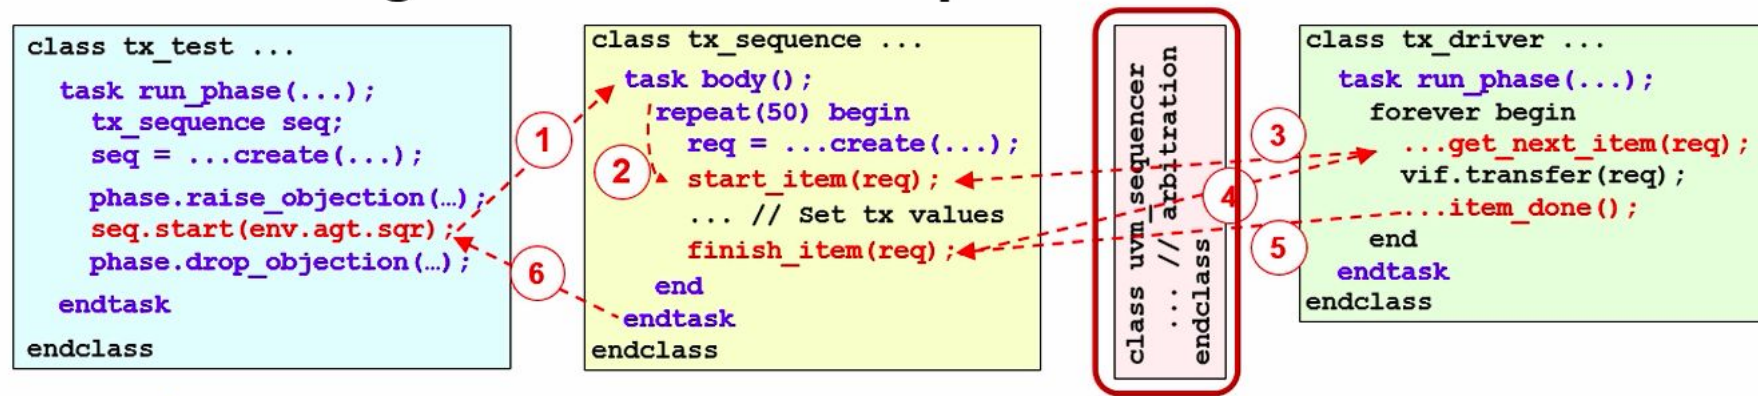 class tx_test ...
task run_phase(...);
tx_sequence seq;
seq = ...create(...);
phase.raise_objection(…);
seq.start(env.agt.sqr);
phase.drop_objection(…);
endtask
endclass
1
2
6
class tx_sequence ...
task body();
repeat(50) begin
req = ...create(...);
start_item(req);
... // Set tx values
finish_item(req);
end
endtask
endclass
class uvm_sequencer
... // arbitration
endclass
3
4
5
class tx_driver ...
task run_phase(...);
forever begin
...get_next_item(req);
vif.transfer(req);
...item_done();
end
endtask
endclass